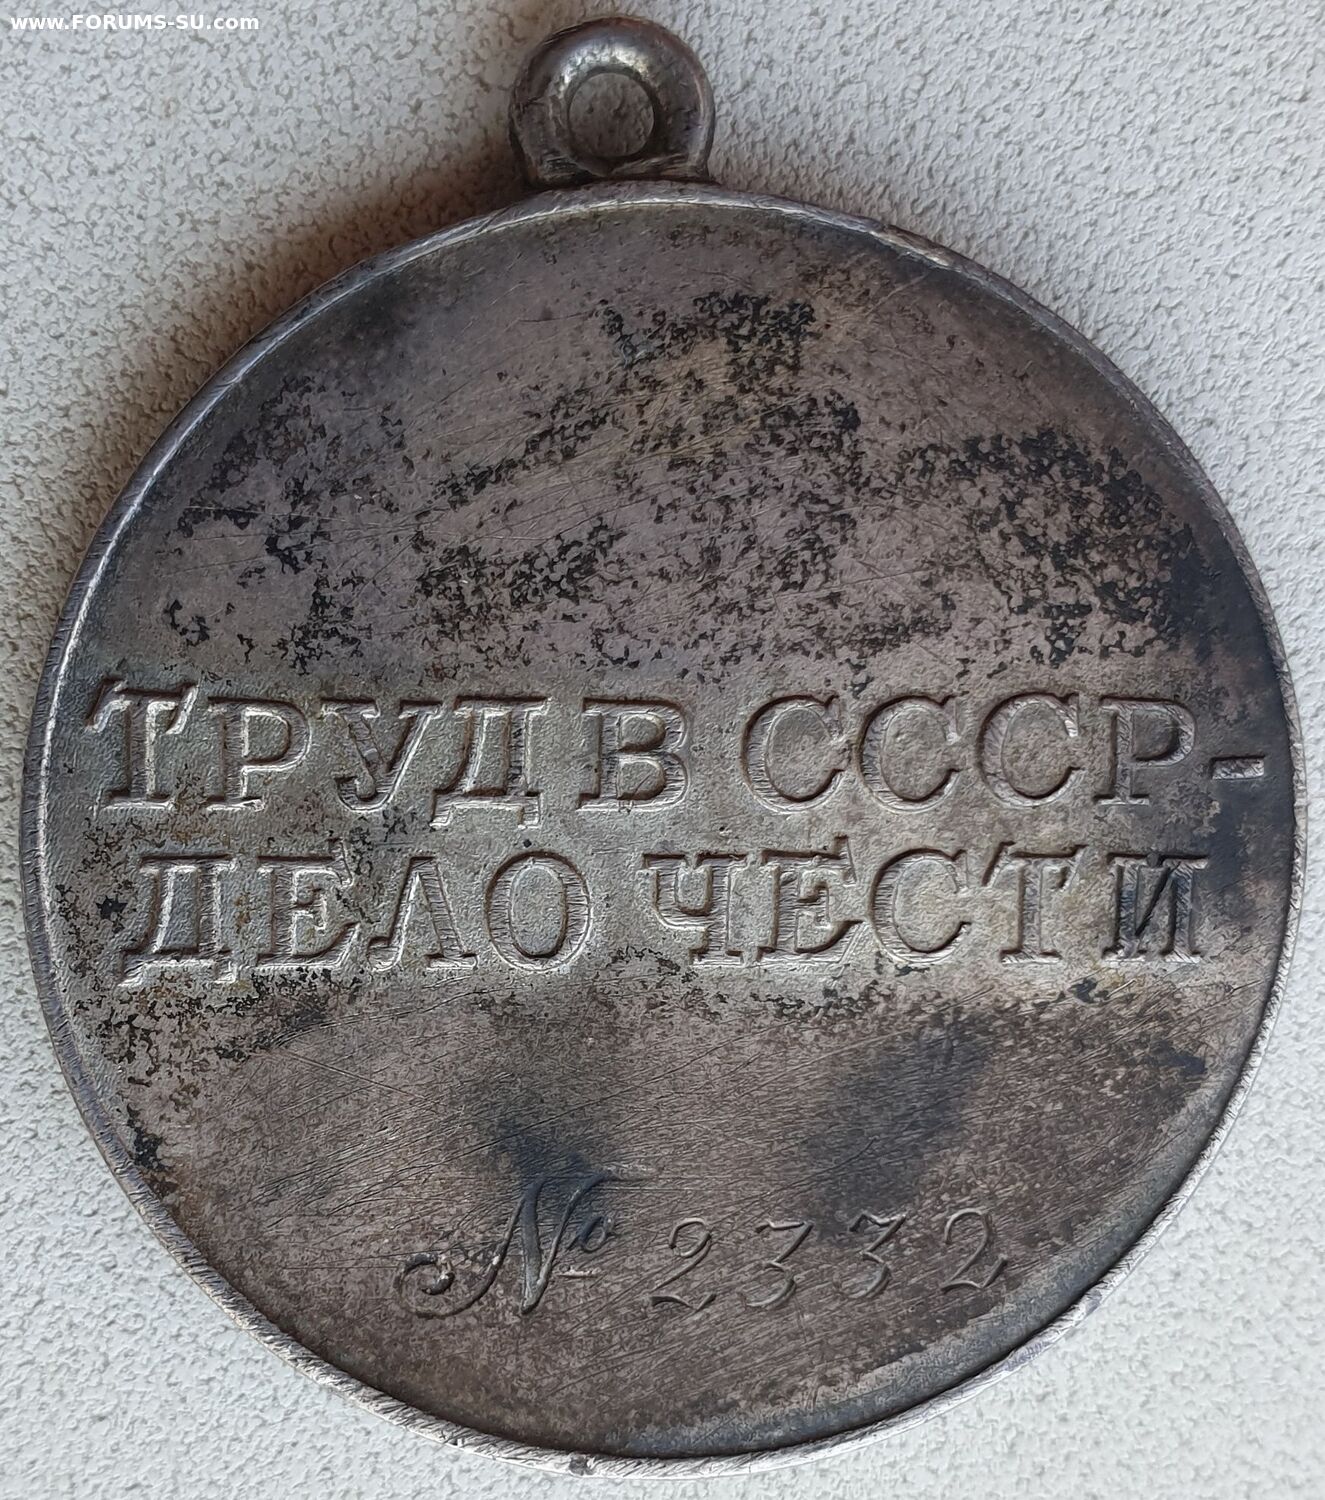 www.FORUMS-SU.com
ТРУД В СССР-
ДЕЛО ЧЕСТИ
№ 2332